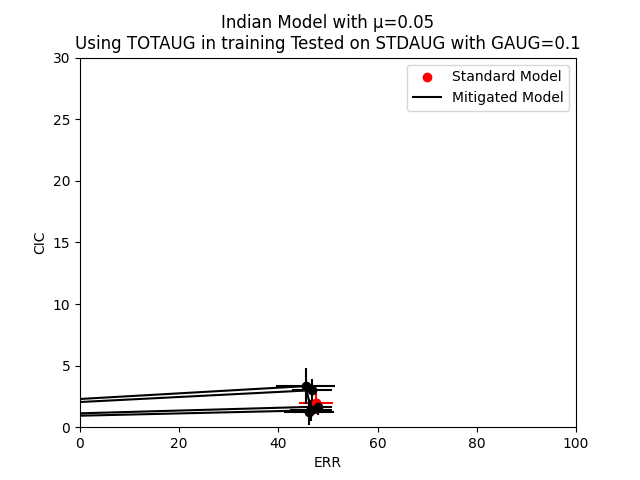 Indian Model with μ=0.05
Using TOTAUG in training Tested on STDAUG with GAUG=0.1
Standard Model
Mitigated Model
30
25
20
15
10
5
0
CIC
0 20 40 60 80 100
ERR